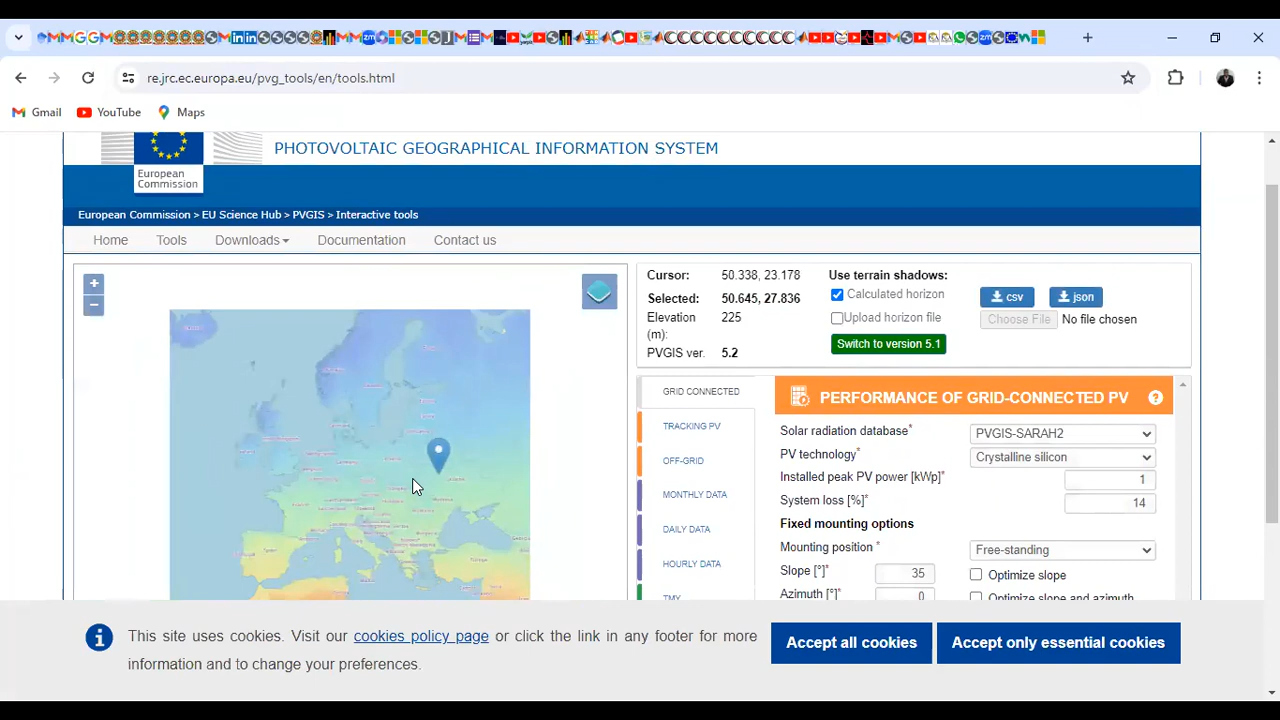 re.jrc.ec.europa.eu/pvg_tools/en/tools.html
Gmail YouTube Maps
PHOTOVOLTAIC GEOGRAPHICAL INFORMATION SYSTEM
European
Commission
European Commission > EU Science Hub > PVGIS > Interactive tools
Home Tools Downloads Documentation Contact us
+
−
Cursor: 50.338, 23.178
Selected: 50.645, 27.836
Elevation (m): 225
PVGIS ver. 5.2
Use terrain shadows:
Calculated horizon
Upload horizon file
Switch to version 5.1
csv json
Choose File No file chosen
GRID CONNECTED
TRACKING PV
OFF-GRID
MONTHLY DATA
DAILY DATA
HOURLY DATA
TMY
PERFORMANCE OF GRID-CONNECTED PV ?
Solar radiation database* PVGIS-SARAH2
PV technology* Crystalline silicon
Installed peak PV power [kWp]* 1
System loss [%]* 14
Fixed mounting options
Mounting position * Free-standing
Slope [°]* 35 Optimize slope
Azimuth [°]* 0 Optimize slope and azimuth
This site uses cookies. Visit our cookies policy page or click the link in any footer for more
information and to change your preferences.
Accept all cookies Accept only essential cookies